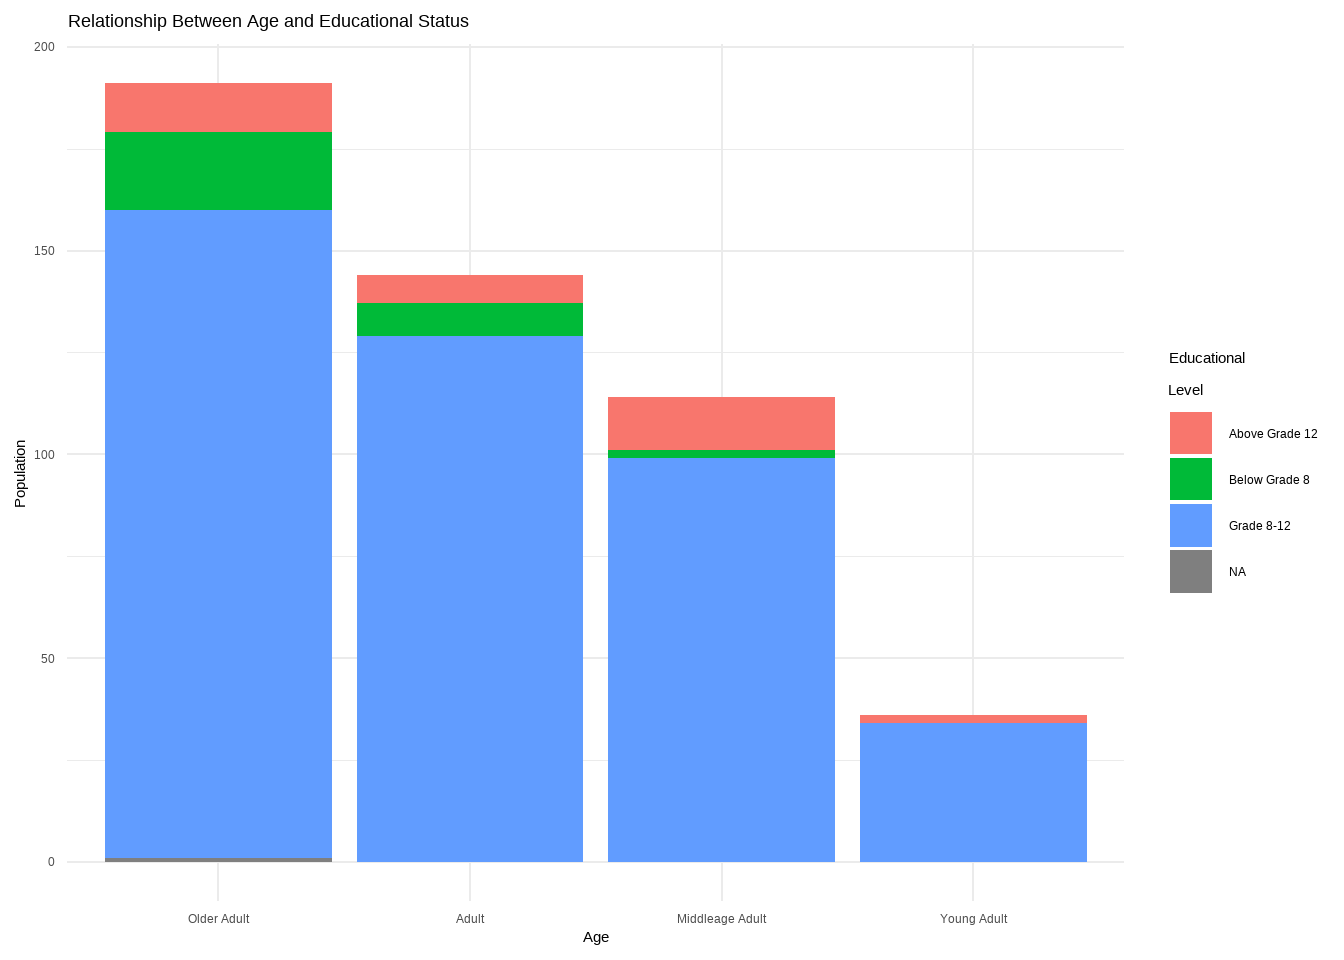 Relationship Between Age and Educational Status
200
150
100
50
0
Population
Older Adult
Adult
Middleage Adult
Young Adult
Age
Educational
Level
Above Grade 12
Below Grade 8
Grade 8-12
NA